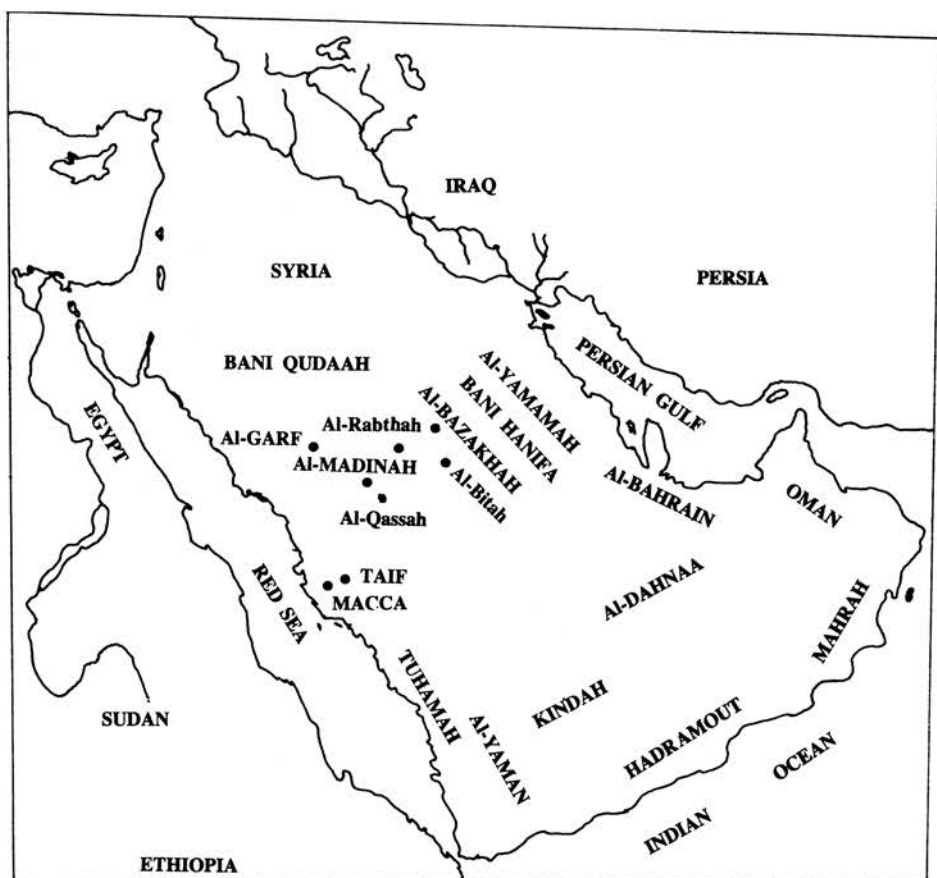 IRAQ
SYRIA
PERSIA
BANI QUDAAH
PERSIAN GULF
Al-YAMAMAH
BANI HANIFA
Al-BAZAKHAH
EGYPT
Al-Rabthah
Al-GARF
Al-MADINAH
Al-Bitah
Al-Qassah
Al-BAHRAIN
OMAN
RED SEA
TAIF
MACCA
Al-DAHNAA
MAHRAH
TUHAMAH
KINDAH
SUDAN
Al-YAMAN
HADRAMOUT
INDIAN OCEAN
ETHIOPIA